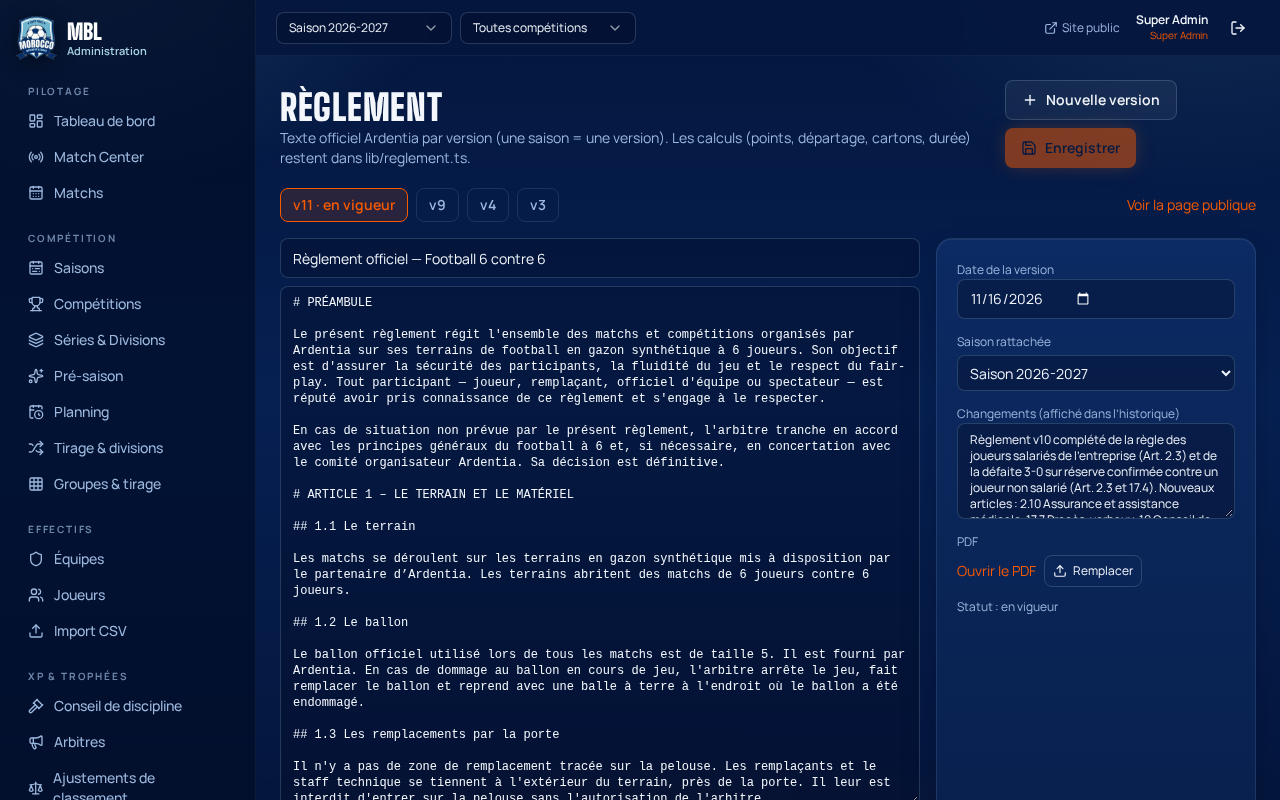 MOROCCO
MBL
Administration
PILOTAGE
Tableau de bord
Match Center
Matchs
COMPÉTITION
Saisons
Compétitions
Séries & Divisions
Pré-saison
Planning
Tirage & divisions
Groupes & tirage
EFFECTIFS
Équipes
Joueurs
Import CSV
XP & TROPHÉES
Conseil de discipline
Arbitres
Ajustements de
classement
Saison 2026-2027
Toutes compétitions
Site public
Super Admin
Super Admin
RÈGLEMENT
Texte officiel Ardentia par version (une saison = une version). Les calculs (points, départage, cartons, durée)
restent dans lib/reglement.ts.
Nouvelle version
Enregistrer
v11 · en vigueur
v9
v4
v3
Voir la page publique
Règlement officiel — Football 6 contre 6
# PRÉAMBULE
Le présent règlement régit l'ensemble des matchs et compétitions organisés par
Ardentia sur ses terrains de football en gazon synthétique à 6 joueurs. Son objectif
est d'assurer la sécurité des participants, la fluidité du jeu et le respect du fair-
play. Tout participant — joueur, remplaçant, officiel d'équipe ou spectateur — est
réputé avoir pris connaissance de ce règlement et s'engage à le respecter.
En cas de situation non prévue par le présent règlement, l'arbitre tranche en accord
avec les principes généraux du football à 6 et, si nécessaire, en concertation avec
le comité organisateur Ardentia. Sa décision est définitive.
# ARTICLE 1 – LE TERRAIN ET LE MATÉRIEL
## 1.1 Le terrain
Les matchs se déroulent sur les terrains en gazon synthétique mis à disposition par
le partenaire d’Ardentia. Les terrains abritent des matchs de 6 joueurs contre 6
joueurs.
## 1.2 Le ballon
Le ballon officiel utilisé lors de tous les matchs est de taille 5. Il est fourni par
Ardentia. En cas de dommage au ballon en cours de jeu, l'arbitre arrête le jeu, fait
remplacer le ballon et reprend avec une balle à terre à l'endroit où le ballon a été
endommagé.
## 1.3 Les remplacements par la porte
Il n'y a pas de zone de remplacement tracée sur la pelouse. Les remplaçants et le
staff technique se tiennent à l'extérieur du terrain, près de la porte. Il leur est
interdit d'entrer sur la pelouse sans l'autorisation de l'arbitre.
Date de la version
11/16/2026
Saison rattachée
Saison 2026-2027
Changements (affiché dans l'historique)
Règlement v10 complété de la règle des
joueurs salariés de l'entreprise (Art. 2.3) et de
la défaite 3-0 sur réserve confirmée contre un
joueur non salarié (Art. 2.3 et 17.4). Nouveaux
articles : 2.10 Assurance et assistance
médicale, 17.7 Procès-verbaux, 19 Conseil de
PDF
Ouvrir le PDF
Remplacer
Statut : en vigueur